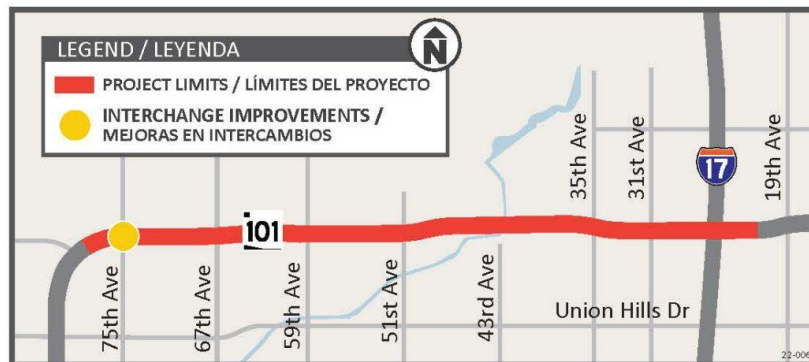 LEGEND / LEYENDA
N
PROJECT LIMITS / LÍMITES DEL PROYECTO
INTERCHANGE IMPROVEMENTS /
MEJORAS EN INTERCAMBIOS
35th Ave
31st Ave
17
19th Ave
101
75th Ave
67th Ave
59th Ave
51st Ave
43rd Ave
Union Hills Dr